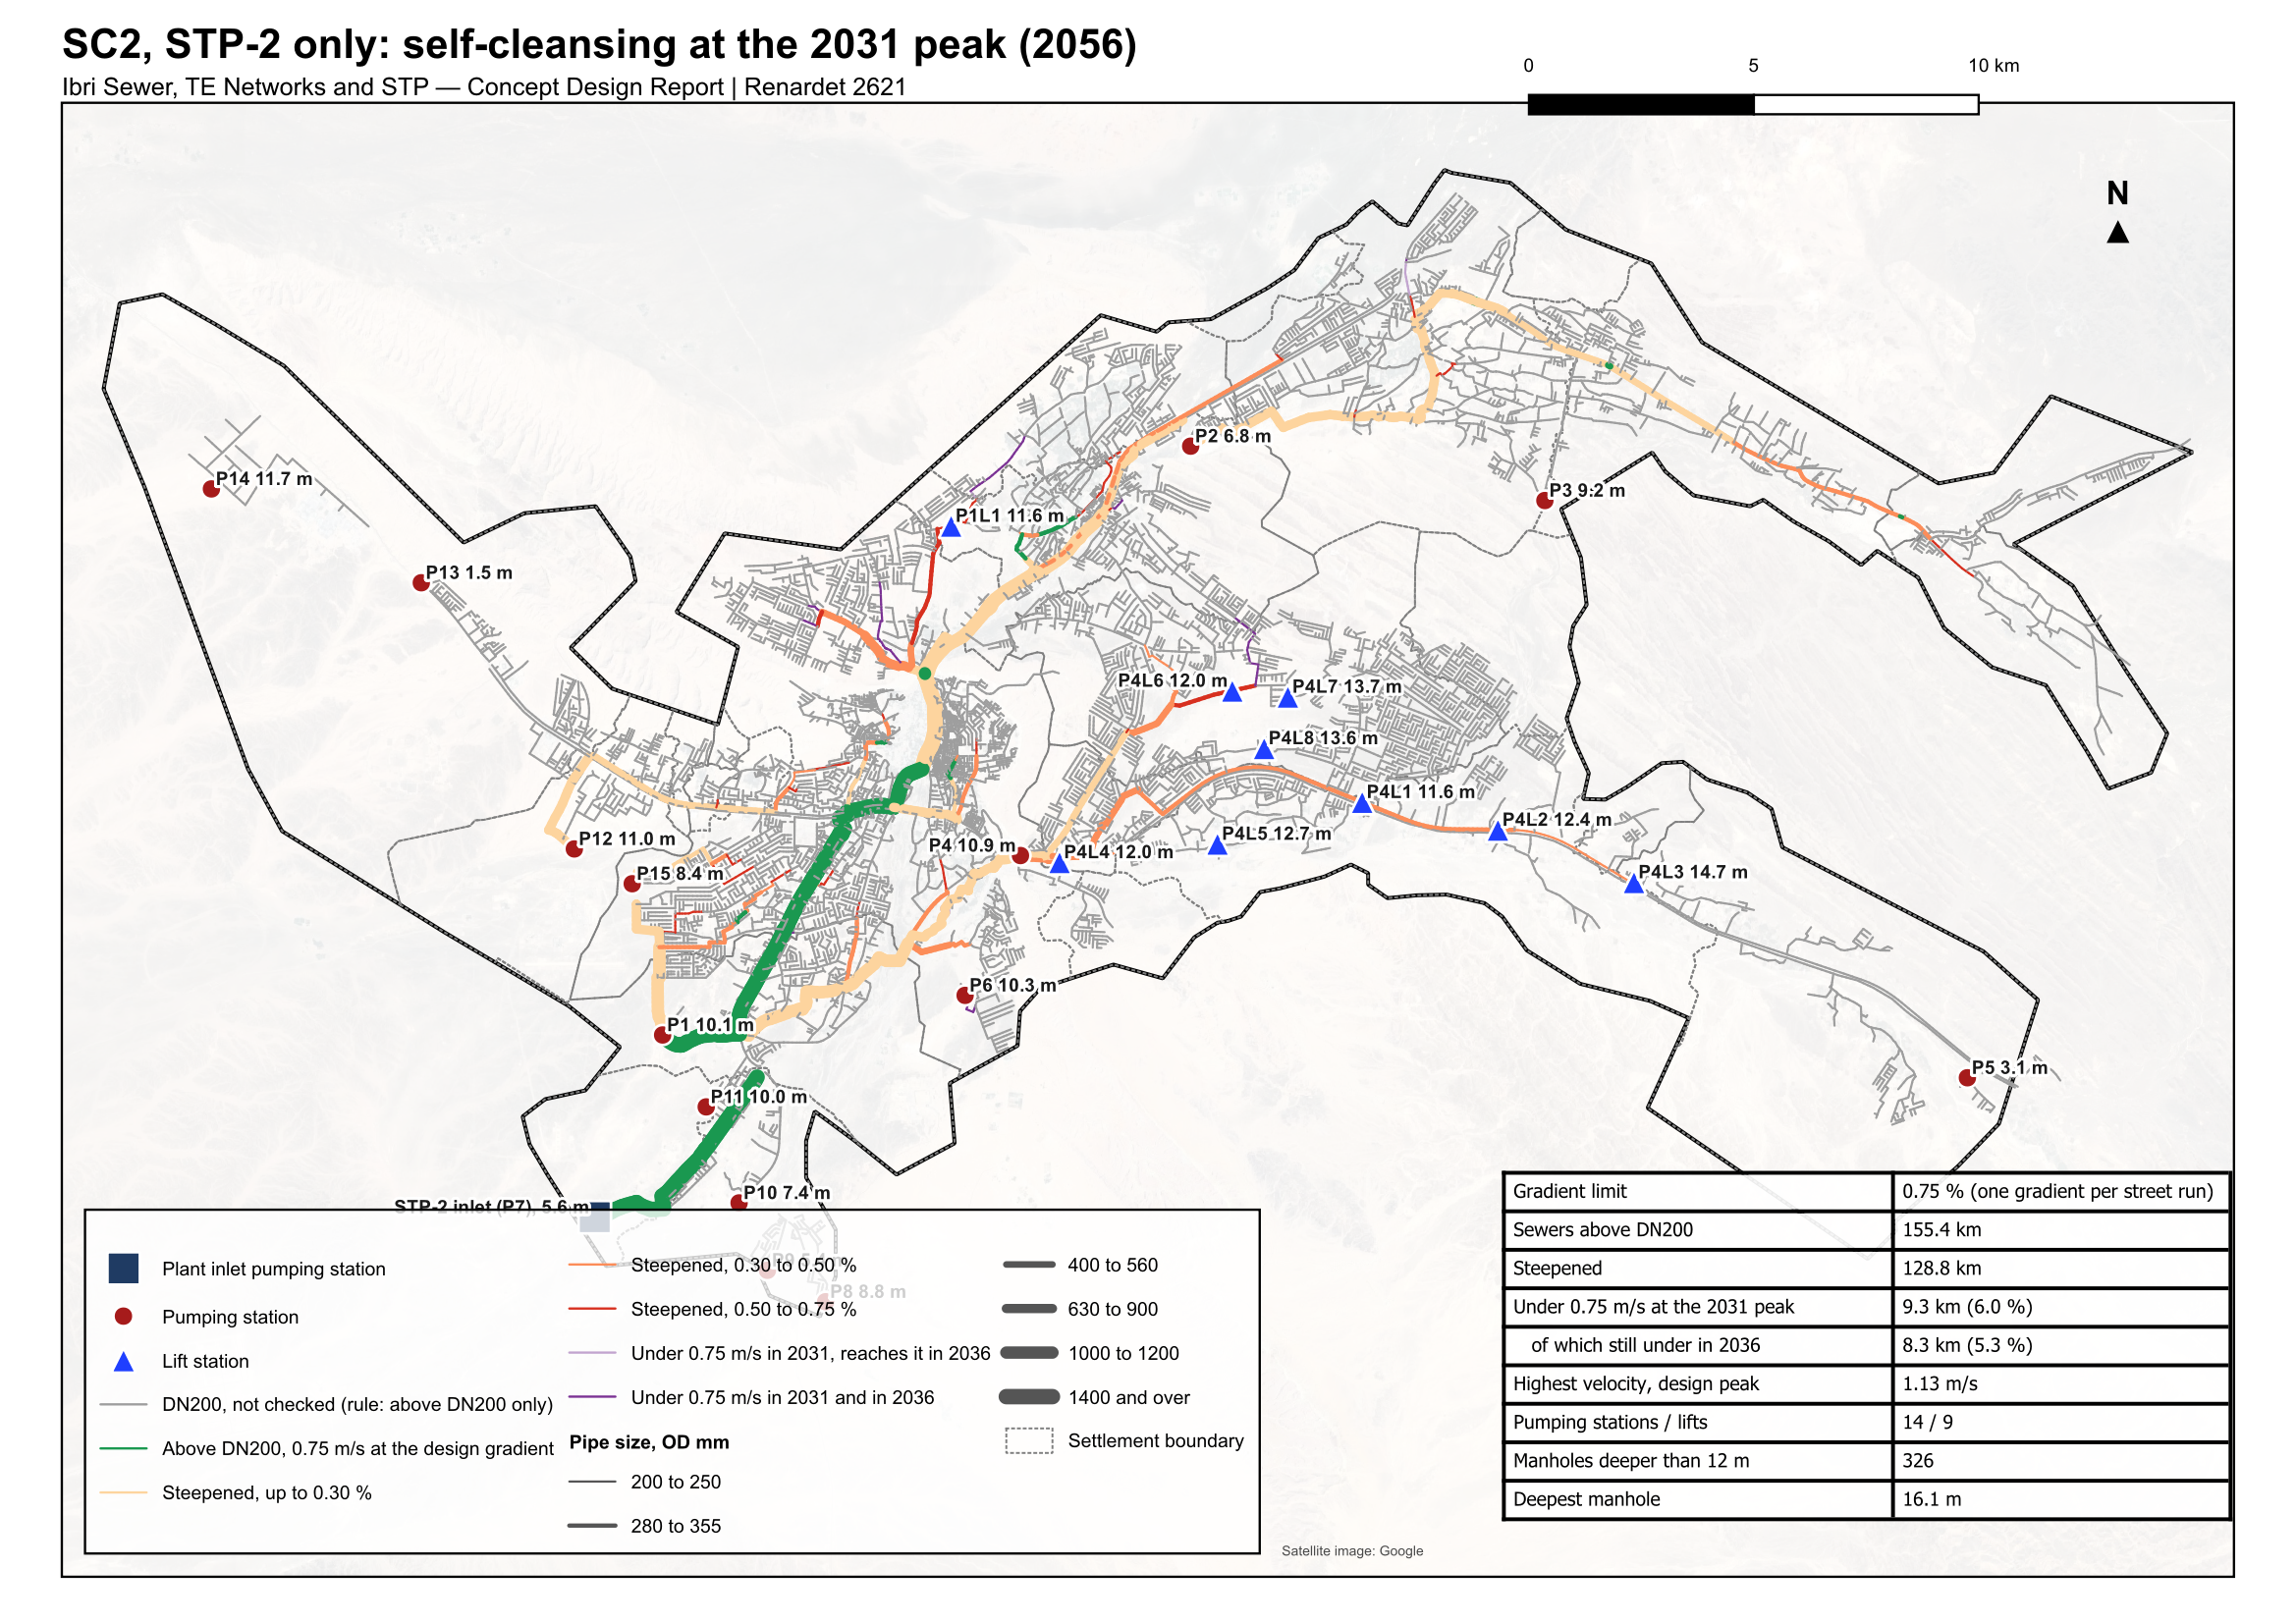 SC2, STP-2 only: self-cleansing at the 2031 peak (2056)
Ibri Sewer, TE Networks and STP — Concept Design Report | Renardet 2621
0 5 10 km
N
P14 11.7 m
P13 1.5 m
P2 6.8 m
P3 9.2 m
P1L1 11.6 m
P4L6 12.0 m
P4L7 13.7 m
P4L8 13.6 m
P4L1 11.6 m
P4L2 12.4 m
P4L3 14.7 m
P12 11.0 m
P15 8.4 m
P4 10.9 m
P4L4 12.0 m
P4L5 12.7 m
P6 10.3 m
P1 10.1 m
P5 3.1 m
P11 10.0 m
P10 7.4 m
STP-2 inlet (P7), 5.6 m
P8 8.8 m
Plant inlet pumping station
Pumping station
Lift station
DN200, not checked (rule: above DN200 only)
Above DN200, 0.75 m/s at the design gradient
Steepened, up to 0.30 %
Steepened, 0.30 to 0.50 %
Steepened, 0.50 to 0.75 %
Under 0.75 m/s in 2031, reaches it in 2036
Under 0.75 m/s in 2031 and in 2036
Pipe size, OD mm
200 to 250
280 to 355
400 to 560
630 to 900
1000 to 1200
1400 and over
Settlement boundary
Gradient limit 0.75 % (one gradient per street run)
Sewers above DN200 155.4 km
Steepened 128.8 km
Under 0.75 m/s at the 2031 peak 9.3 km (6.0 %)
of which still under in 2036 8.3 km (5.3 %)
Highest velocity, design peak 1.13 m/s
Pumping stations / lifts 14 / 9
Manholes deeper than 12 m 326
Deepest manhole 16.1 m
Satellite image: Google